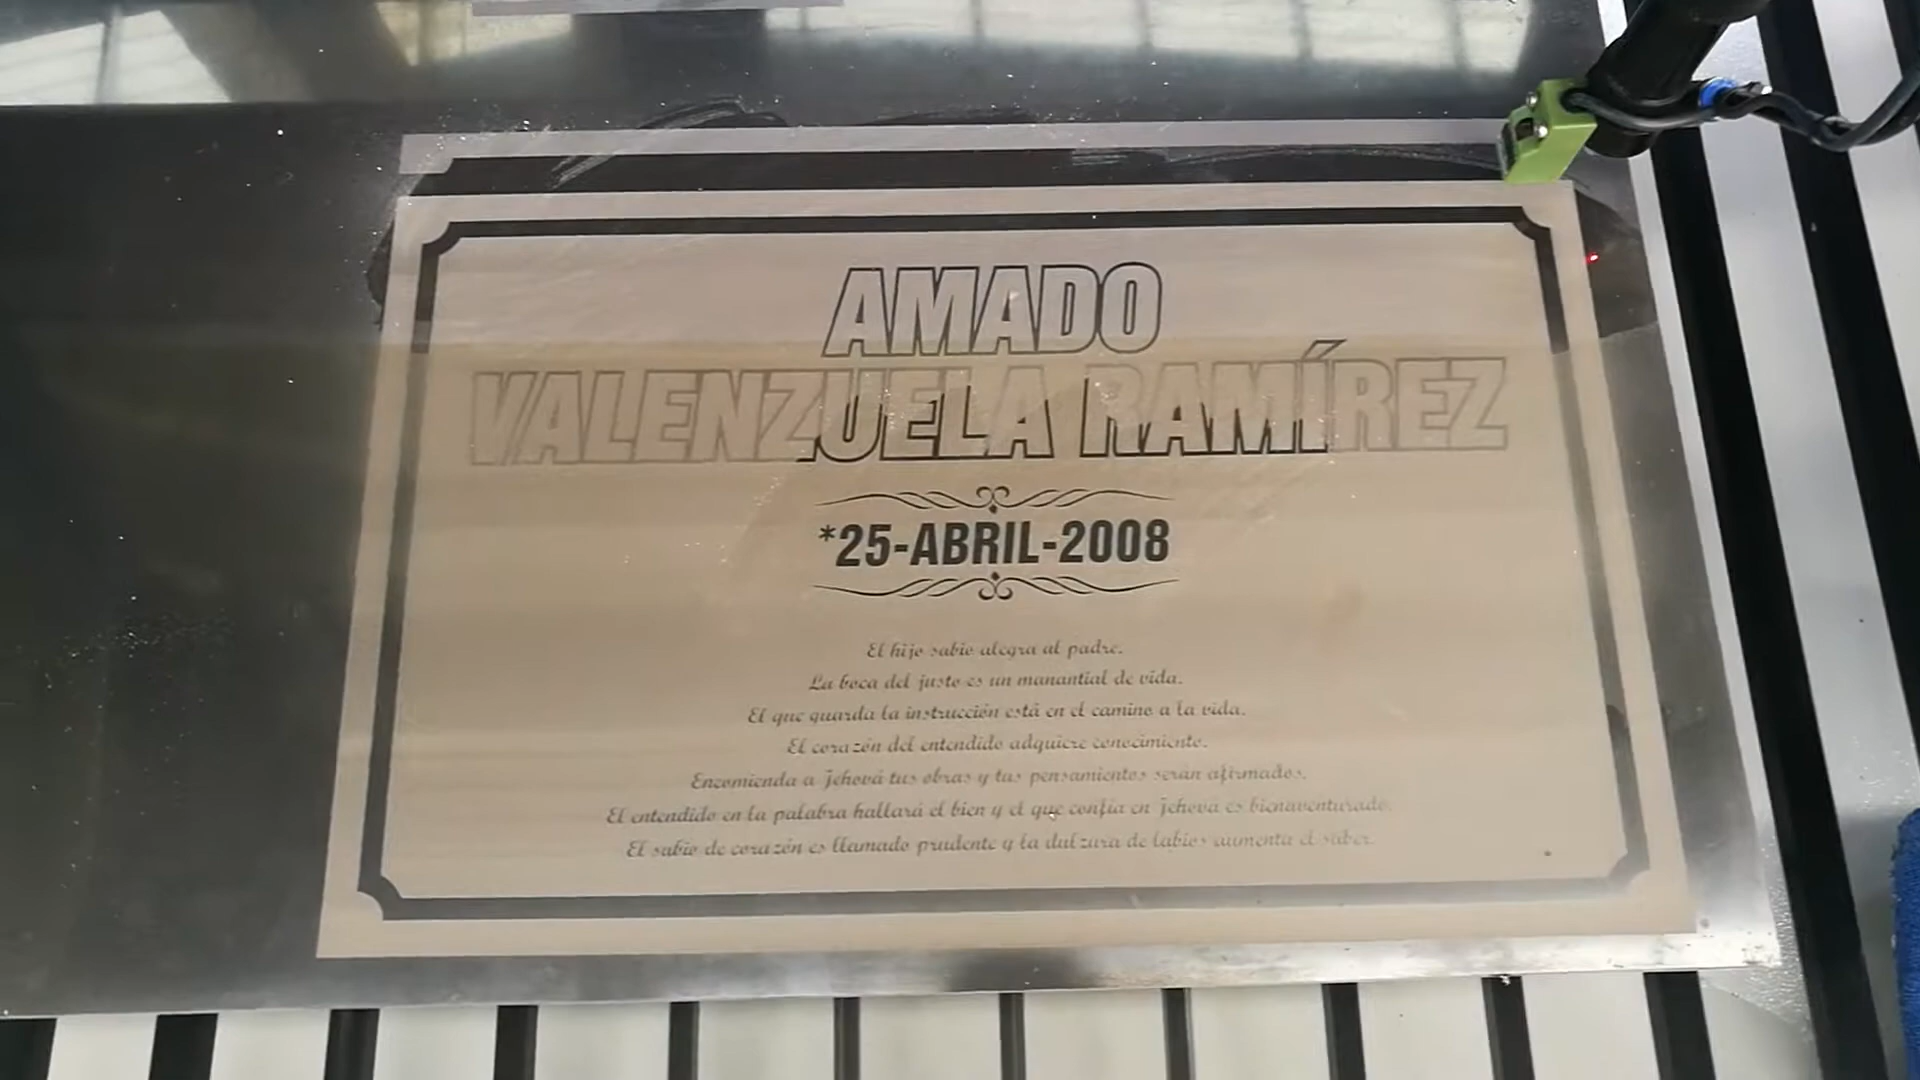 AMADO
VALENZUELA RAMÍREZ
*25-ABRIL-2008
El hijo sabio alegra al padre.
La boca del justo es un manantial de vida.
El que guarda la instrucción está en el camino a la vida.
El corazón del entendido adquiere conocimiento.
Encomienda a Jehová tus obras y tus pensamientos serán afirmados.
El entendido en la palabra hallará el bien y el que confía en Jehová es bienaventurado.
El sabio de corazón es llamado prudente y la dulzura de labios aumenta el saber.